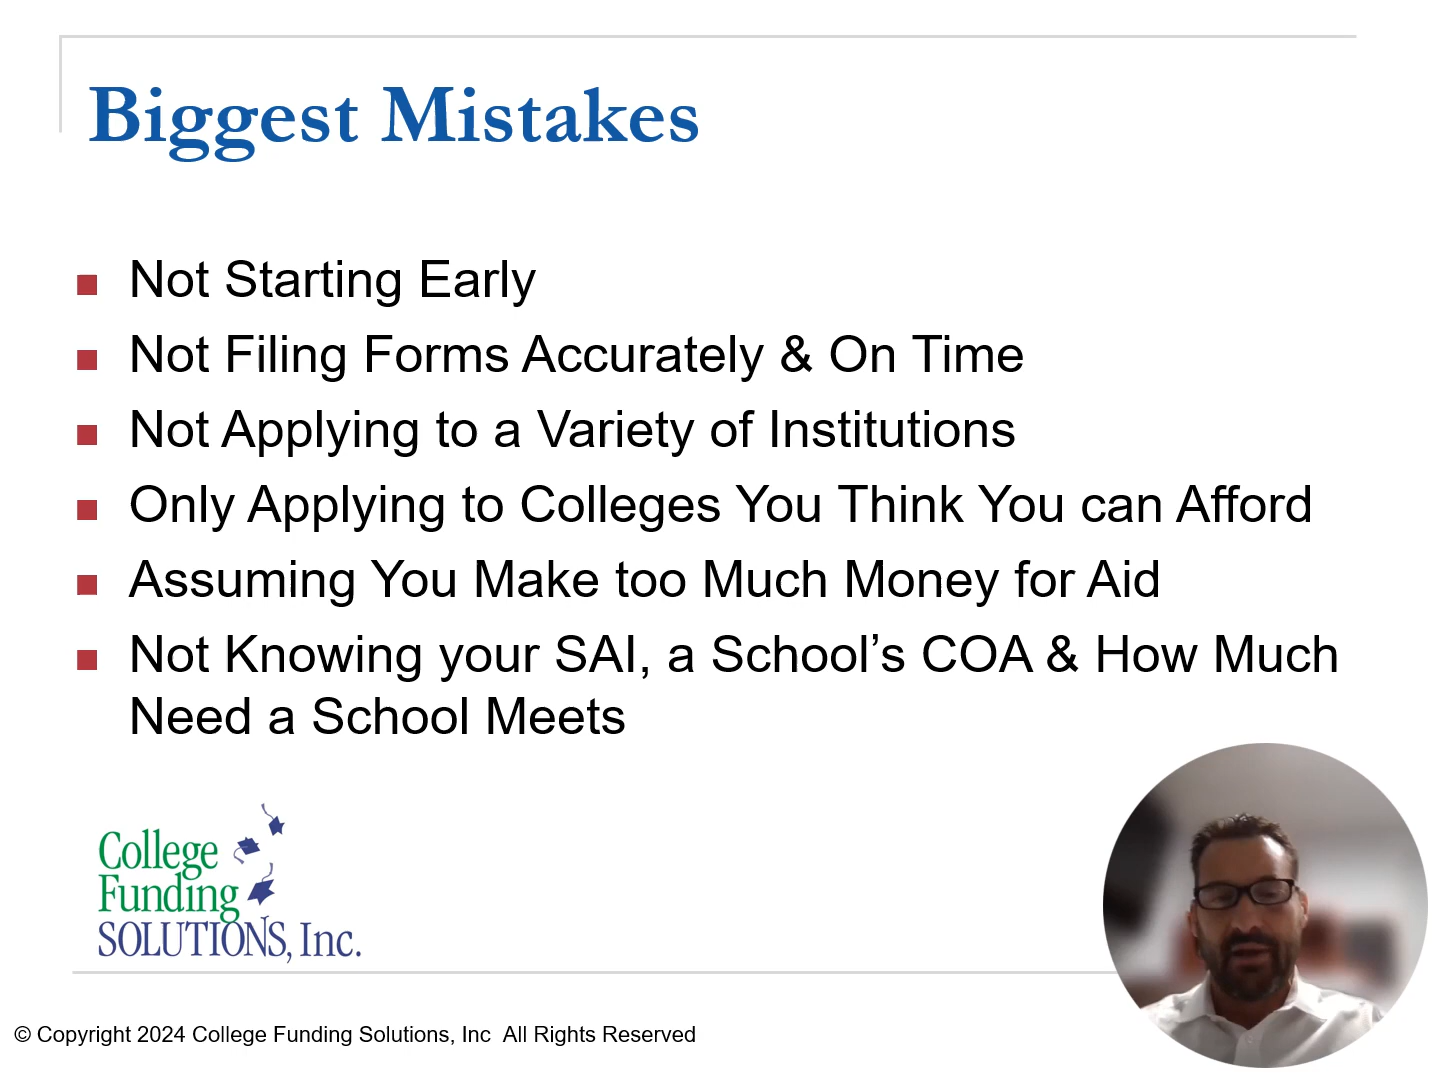 Biggest Mistakes
Not Starting Early
Not Filing Forms Accurately & On Time
Not Applying to a Variety of Institutions
Only Applying to Colleges You Think You can Afford
Assuming You Make too Much Money for Aid
Not Knowing your SAI, a School’s COA & How Much
Need a School Meets
College
Funding
SOLUTIONS, Inc.
© Copyright 2024 College Funding Solutions, Inc All Rights Reserved